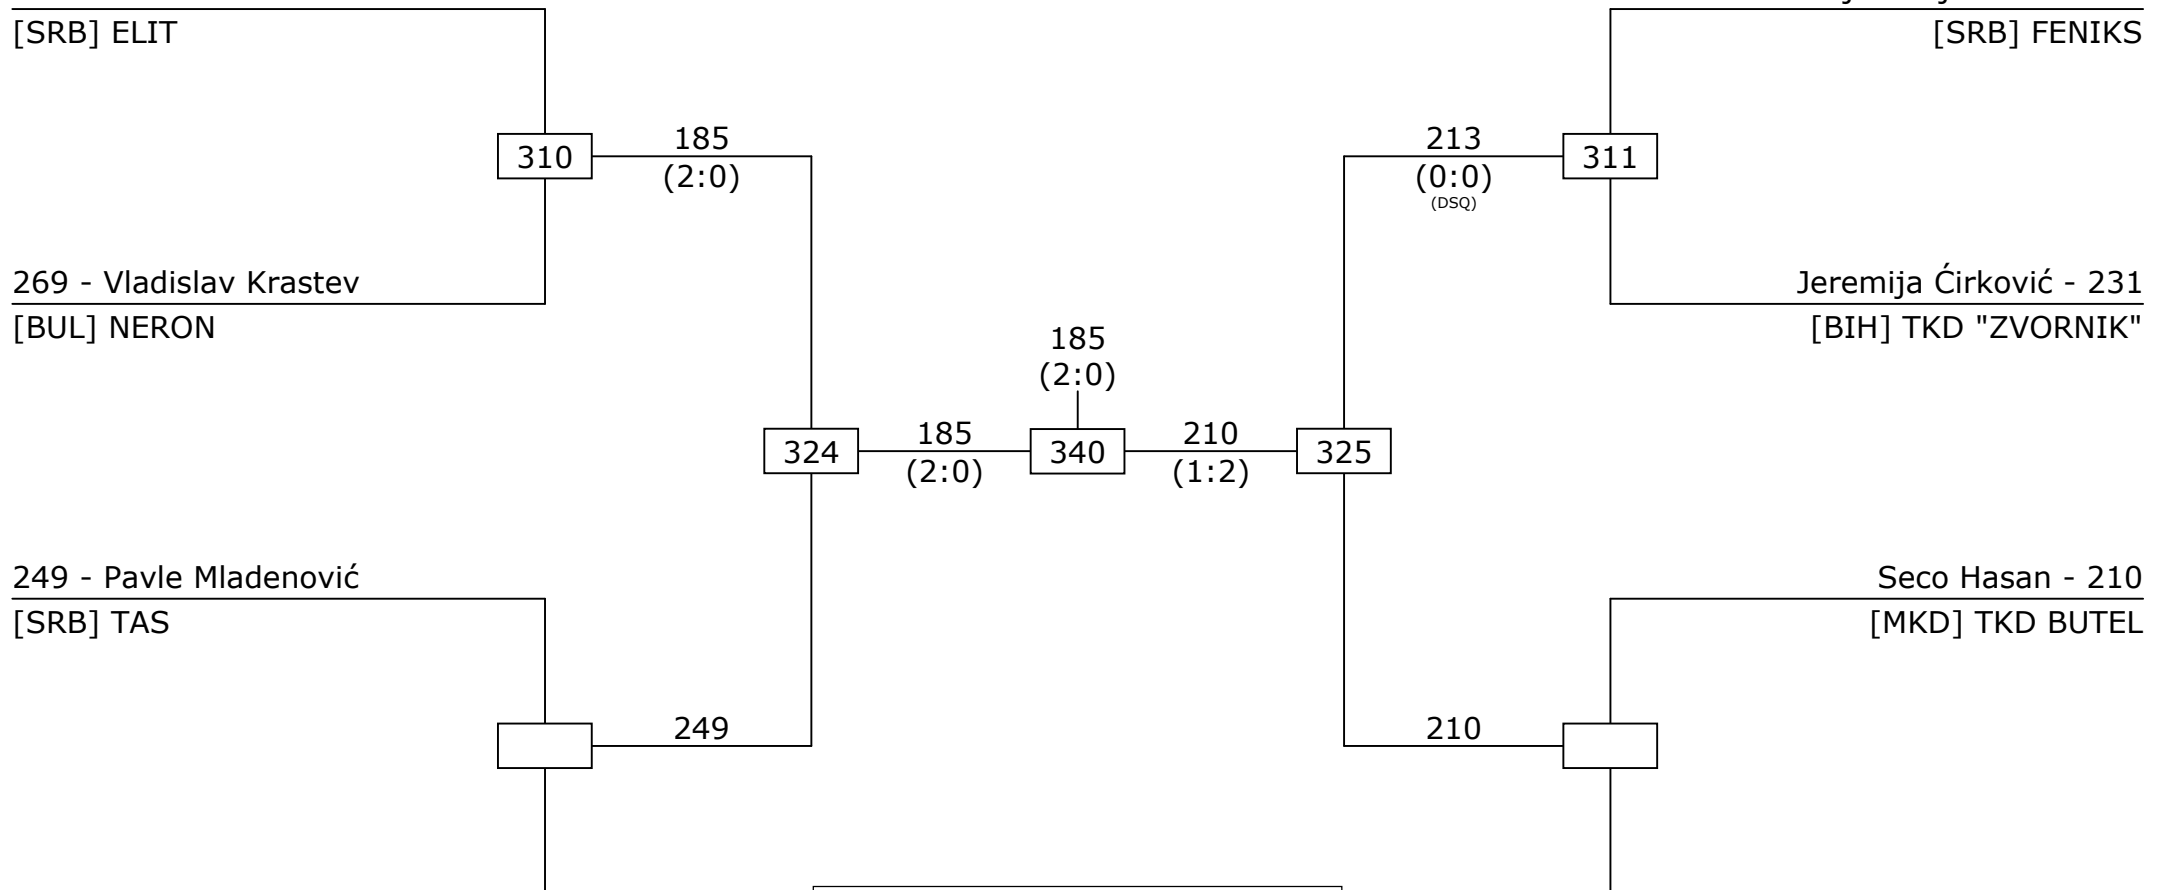 [SRB] ELIT
[SRB] FENIKS
310
185
(2:0)
213
(0:0)
(DSQ)
311
269 - Vladislav Krastev
[BUL] NERON
Jeremija Ćirković - 231
[BIH] TKD "ZVORNIK"
185
(2:0)
324
185
(2:0)
340
210
(1:2)
325
249 - Pavle Mladenović
[SRB] TAS
Seco Hasan - 210
[MKD] TKD BUTEL
249
210